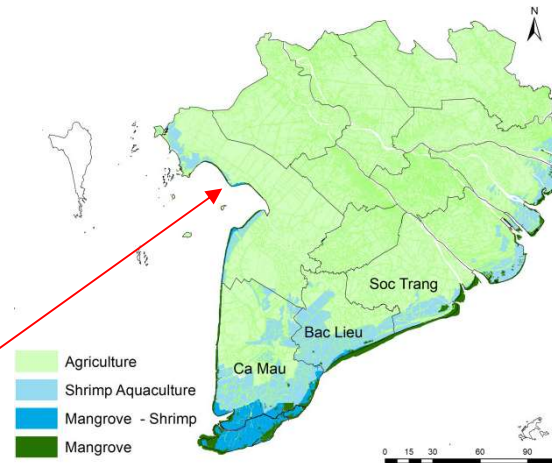 N
Soc Trang
Bac Lieu
Ca Mau
Agriculture
Shrimp Aquaculture
Mangrove - Shrimp
Mangrove
0 15 30 60 90